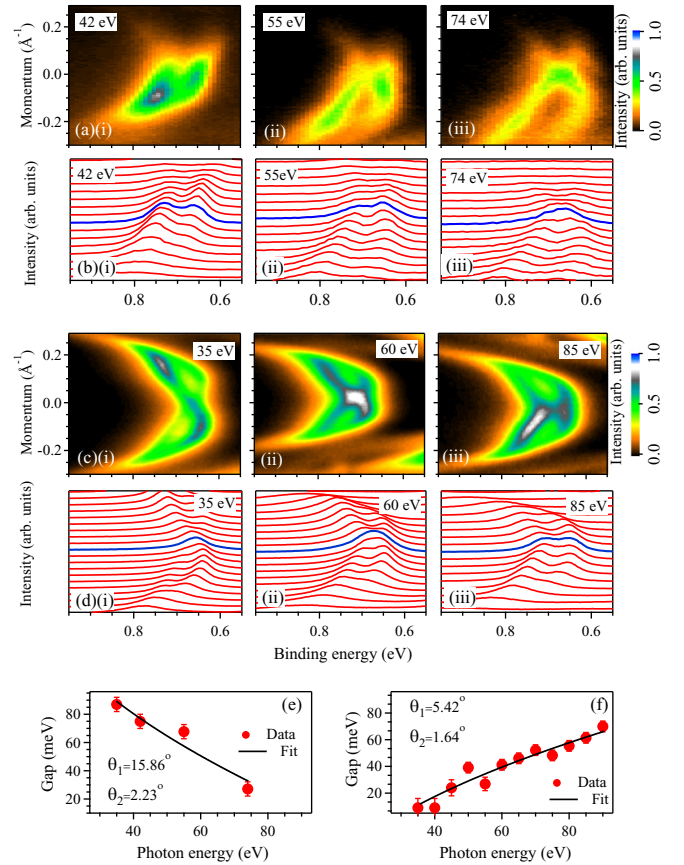 42 eV
55 eV
74 eV
Momentum (Å⁻¹)
0.0
-0.2
(a)(i)
(ii)
(iii)
Intensity (arb. units)
0.0
0.5
1.0
42 eV
55eV
74 eV
Intensity (arb. units)
(b)(i)
(ii)
(iii)
0.8
0.6
0.8
0.6
0.8
0.6
35 eV
60 eV
85 eV
Momentum (Å⁻¹)
0.2
0.0
-0.2
(c)(i)
(ii)
(iii)
Intensity (arb. units)
0.0
0.5
1.0
35 eV
60 eV
85 eV
Intensity (arb. units)
(d)(i)
(ii)
(iii)
0.8
0.6
0.8
0.6
0.8
0.6
Binding energy (eV)
(e)
Gap (meV)
80
60
40
20
Data
Fit
θ₁=15.86°
θ₂=2.23°
40
60
80
Photon energy (eV)
(f)
Gap (meV)
80
60
40
20
θ₁=5.42°
θ₂=1.64°
Data
Fit
40
60
80
Photon energy (eV)